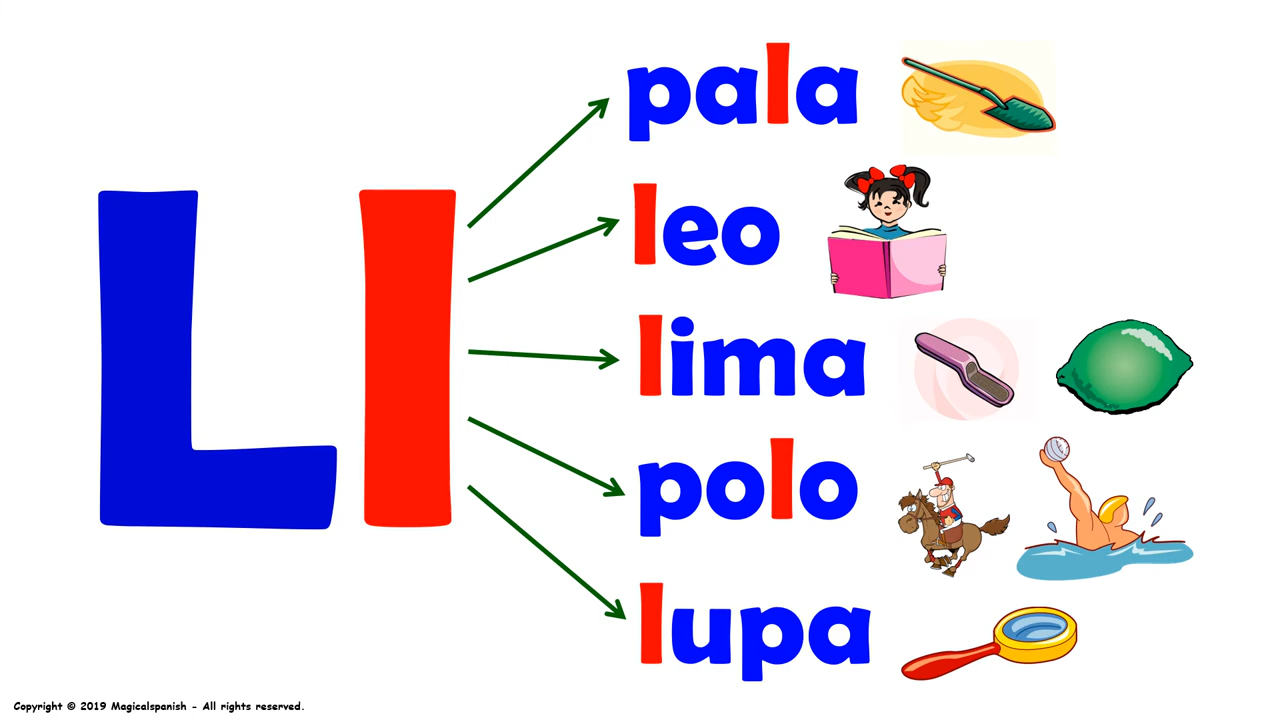 Ll
pala
leo
lima
polo
lupa
Copyright © 2019 Magicalspanish - All rights reserved.